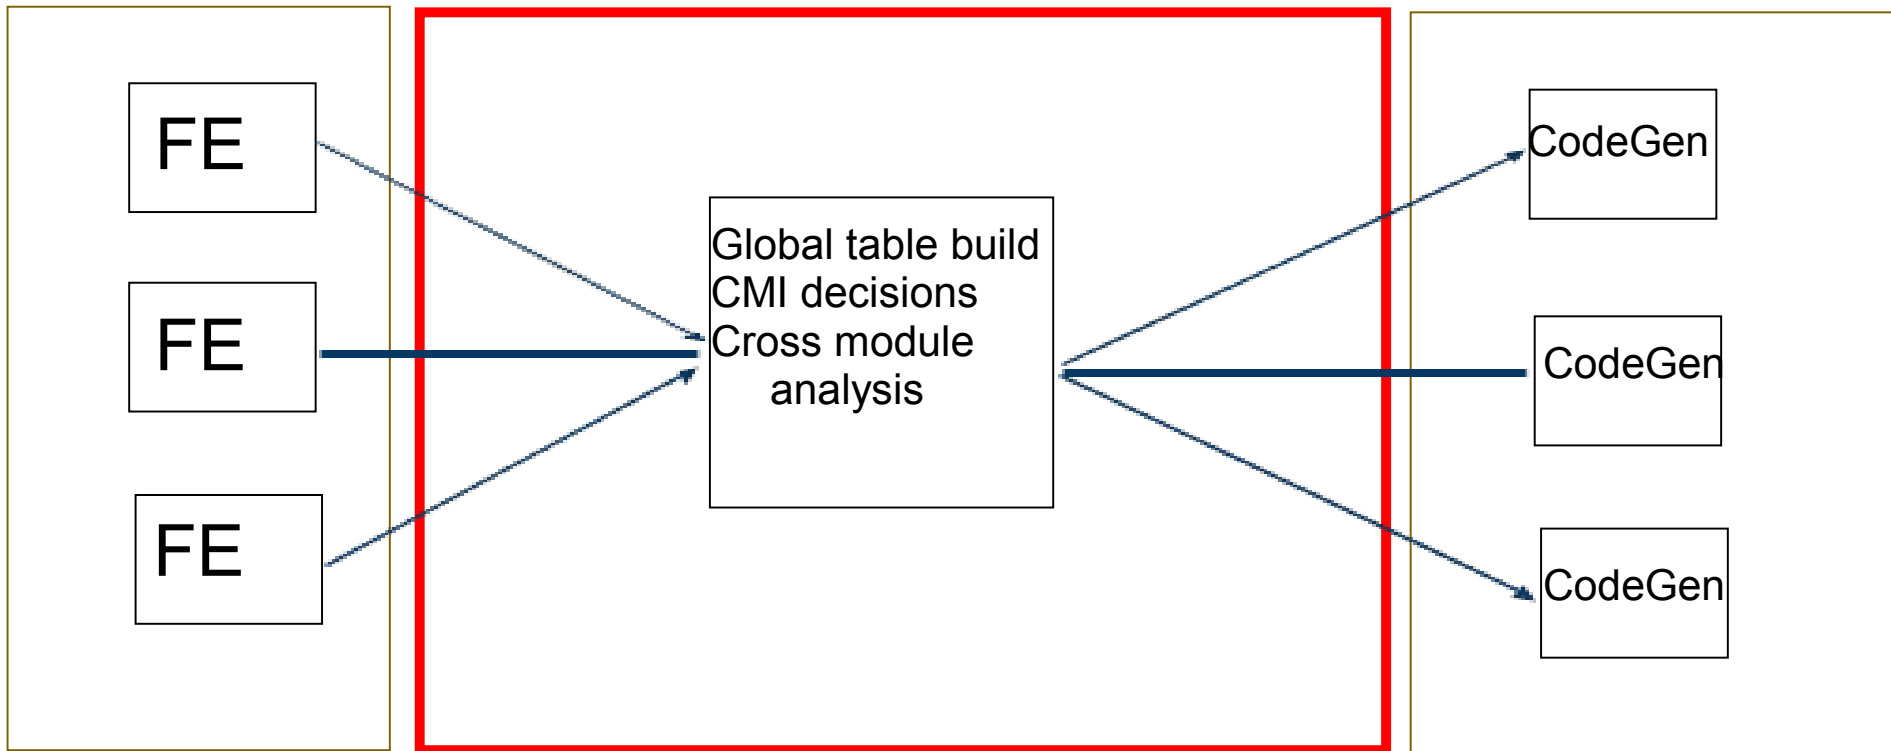 FE
FE
FE
Global table build
CMI decisions
Cross module
analysis
CodeGen
CodeGen
CodeGen